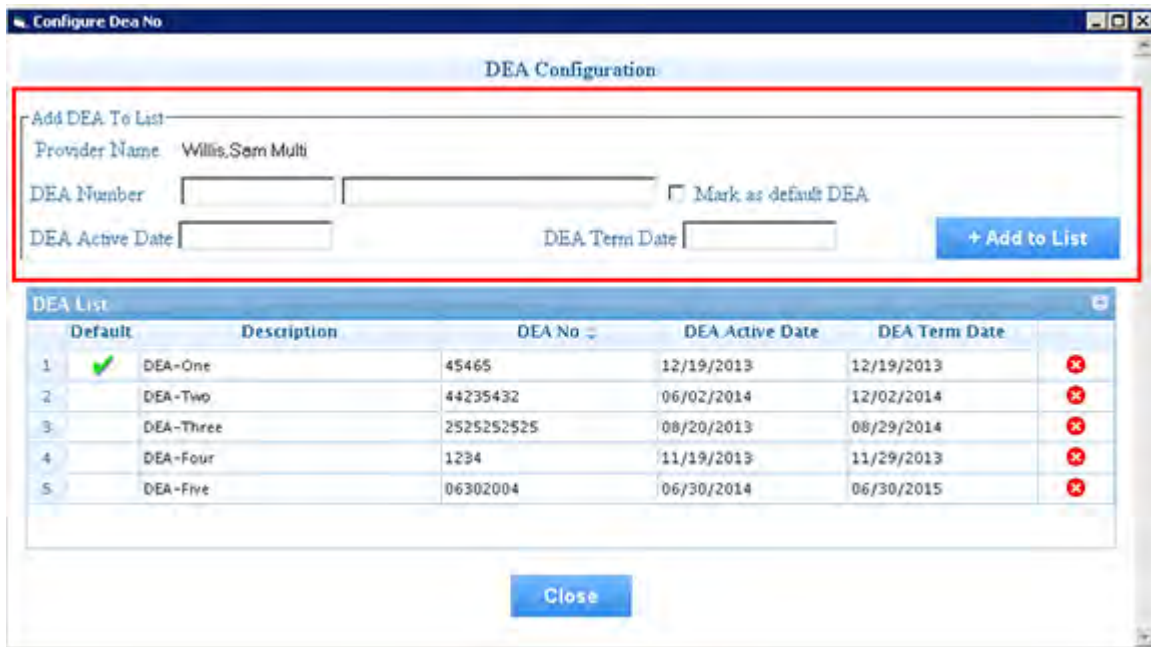 Configure Dea No
DEA Configuration
Add DEA To List
Provider Name Willis,Sam Multi
DEA Number Mark as default DEA
DEA Active Date DEA Term Date + Add to List
DEA List
Default Description DEA No DEA Active Date DEA Term Date
1 DEA-One 45465 12/19/2013 12/19/2013
2 DEA-Two 44235432 06/02/2014 12/02/2014
3 DEA-Three 2525252525 08/20/2013 08/29/2014
4 DEA-Four 1234 11/19/2013 11/29/2013
5 DEA-Five 06302004 06/30/2014 06/30/2015
Close